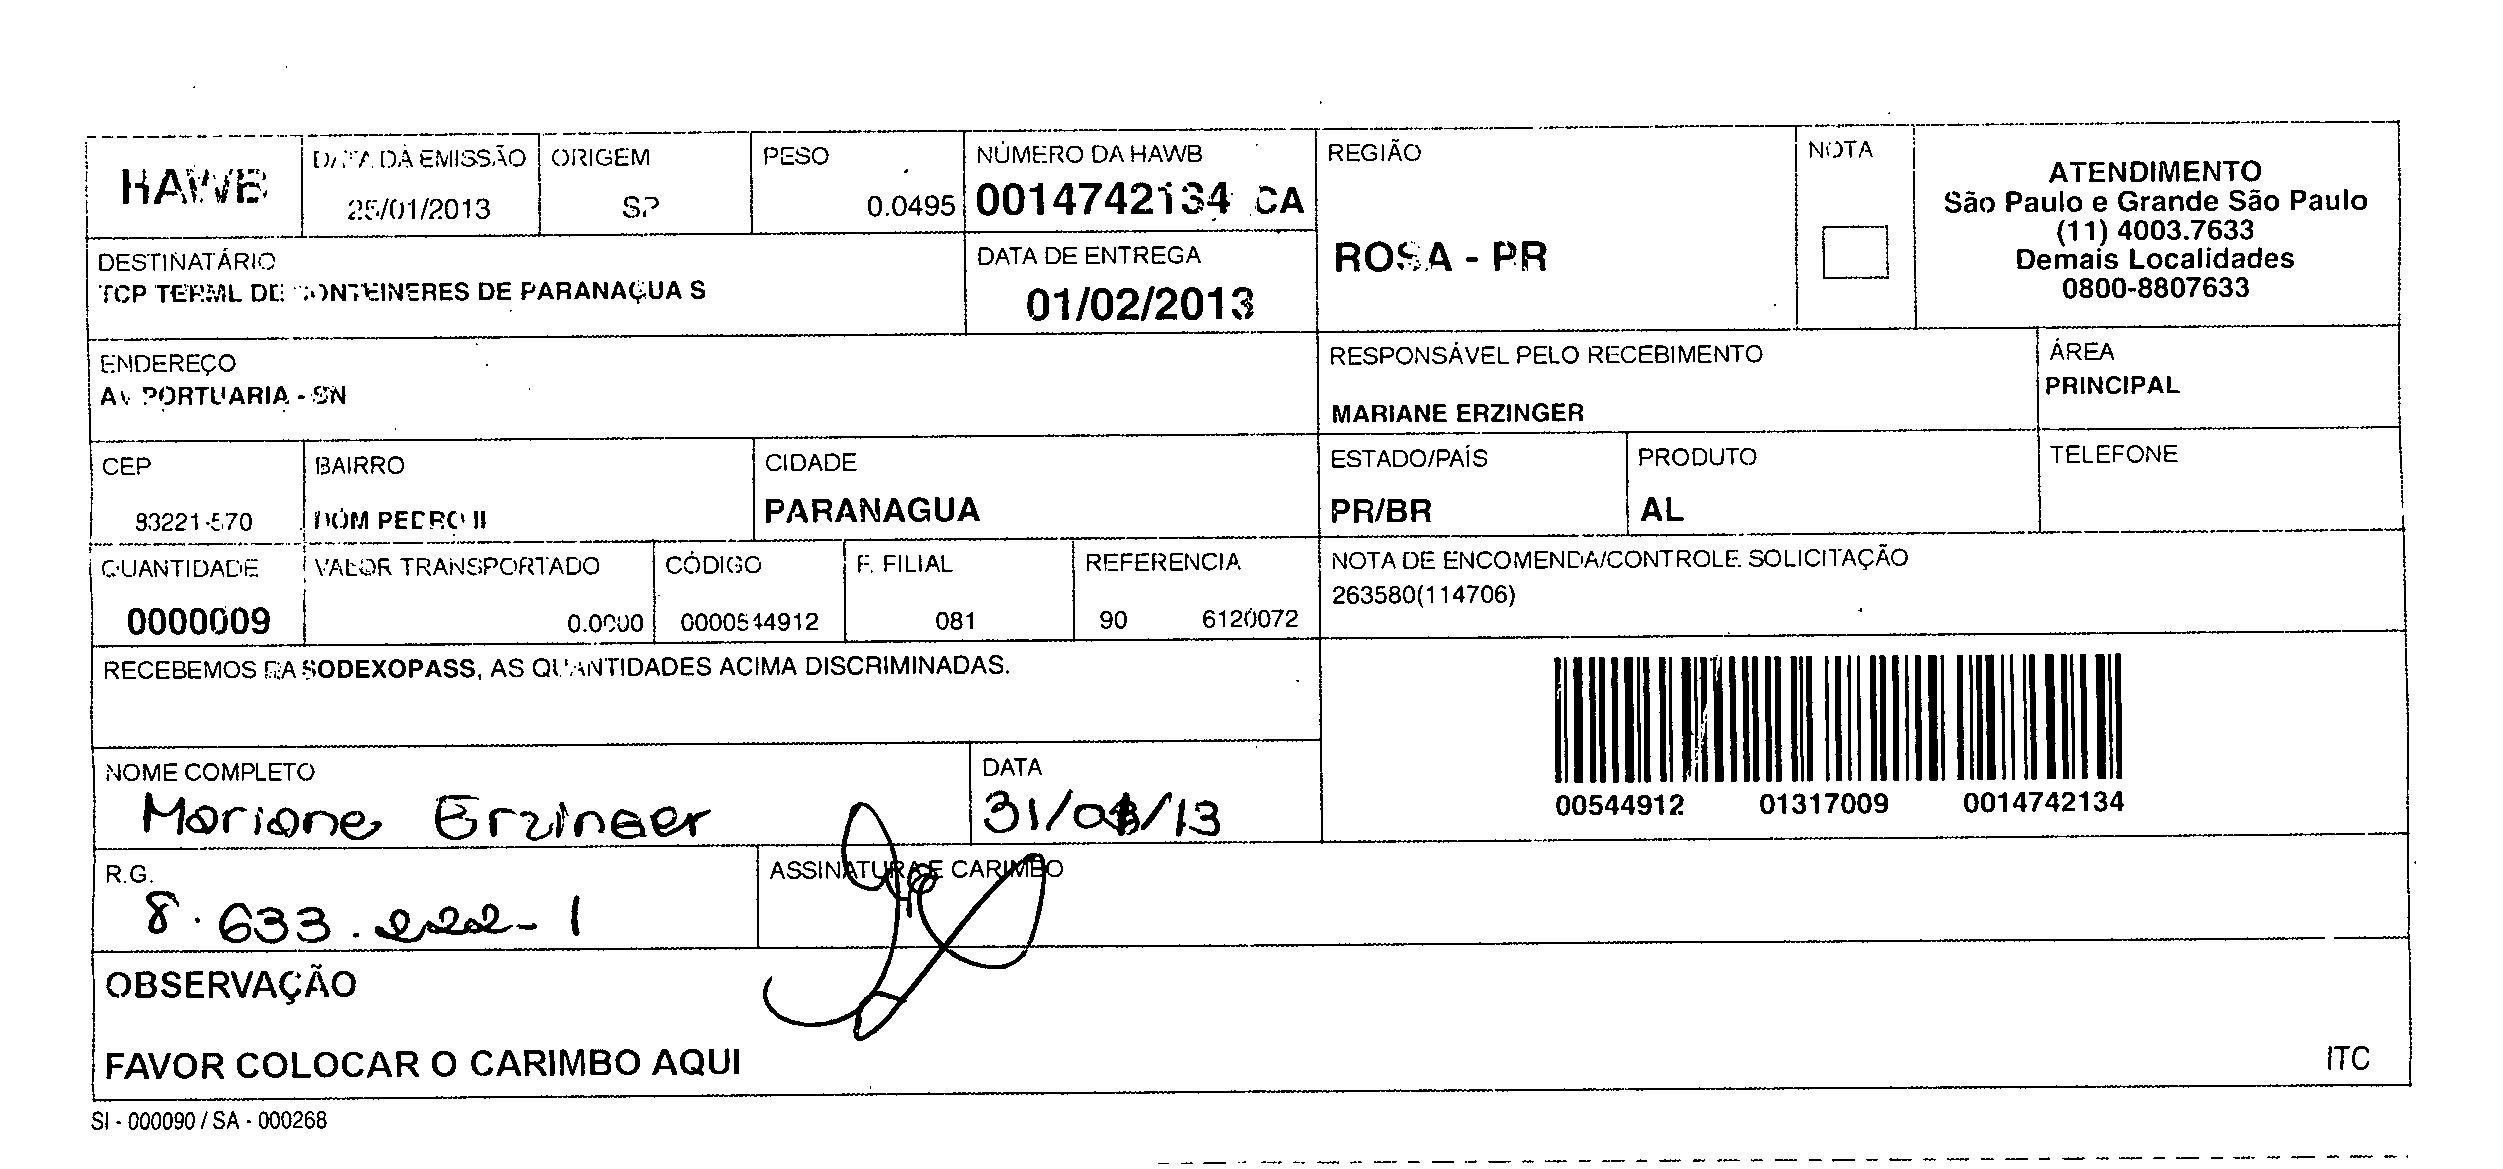 HAWB
DATA DA EMISSÃO
25/01/2013
ORIGEM
SP
PESO
0.0495
NÚMERO DA HAWB
0014742134 CA
REGIÃO
ROSA - PR
NOTA
ATENDIMENTO
São Paulo e Grande São Paulo
(11) 4003.7633
Demais Localidades
0800-8807633
DESTINATÁRIO
TCP TERML DE CONTEINERES DE PARANAGUA S
DATA DE ENTREGA
01/02/2013
ENDEREÇO
AV PORTUARIA - SN
RESPONSÁVEL PELO RECEBIMENTO
MARIANE ERZINGER
ÁREA
PRINCIPAL
CEP
83221-570
BAIRRO
DOM PEDRO II
CIDADE
PARANAGUA
ESTADO/PAÍS
PR/BR
PRODUTO
AL
TELEFONE
QUANTIDADE
0000009
VALOR TRANSPORTADO
0.0000
CÓDIGO
0000544912
F. FILIAL
081
REFERENCIA
90 6120072
NOTA DE ENCOMENDA/CONTROLE SOLICITAÇÃO
263580(114706)
RECEBEMOS DA SODEXOPASS, AS QUANTIDADES ACIMA DISCRIMINADAS.
00544912 01317009 0014742134
NOME COMPLETO
Mariane Erzinger
DATA
31/01/13
R.G.
8.633.222-1
ASSINATURA E CARIMBO
OBSERVAÇÃO
FAVOR COLOCAR O CARIMBO AQUI
ITC
SI - 000090 / SA - 000268